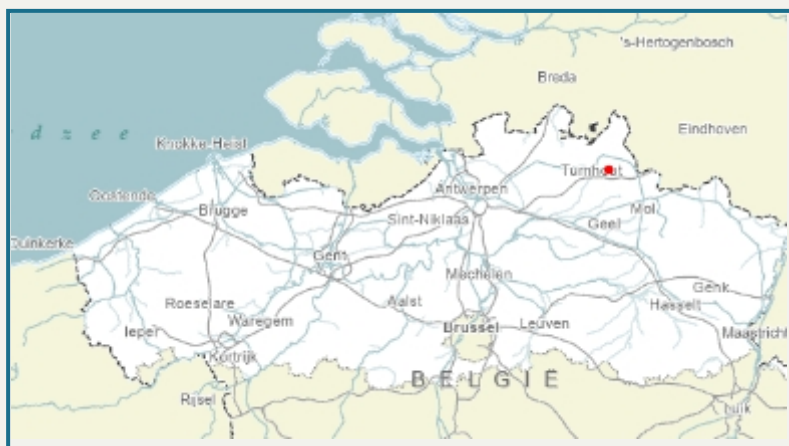 's-Hertogenbosch
Breda
Eindhoven
dzee
Knokke-Heist
Turnhout
Oostende
Antwerpen
Mol
Brugge
Sint-Niklaas
Geel
Duinkerke
Gent
Mechelen
Genk
Roeselare
Aalst
Hasselt
Ieper
Waregem
Brussel
Leuven
Maastricht
Kortrijk
BELGIË
Rijsel
Luik